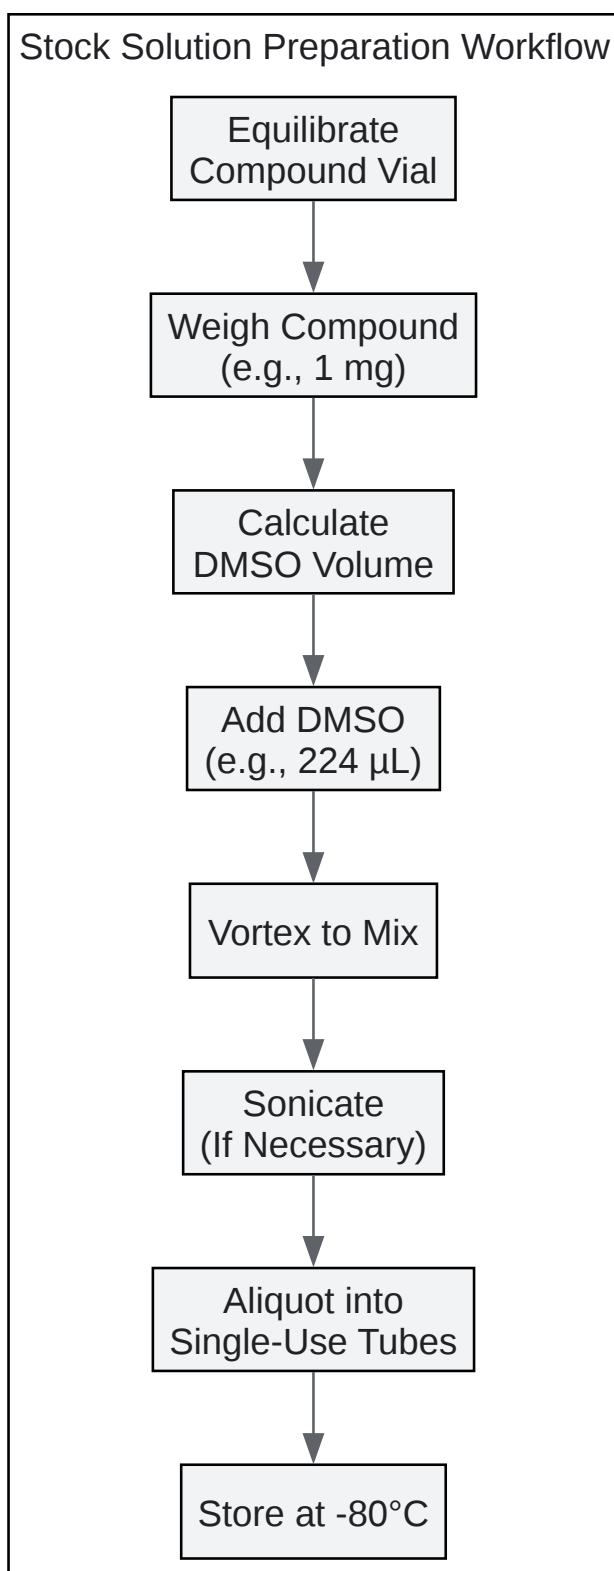 Stock Solution Preparation Workflow
Equilibrate
Compound Vial
Weigh Compound
(e.g., 1 mg)
Calculate
DMSO Volume
Add DMSO
(e.g., 224 µL)
Vortex to Mix
Sonicate
(If Necessary)
Aliquot into
Single-Use Tubes
Store at -80°C